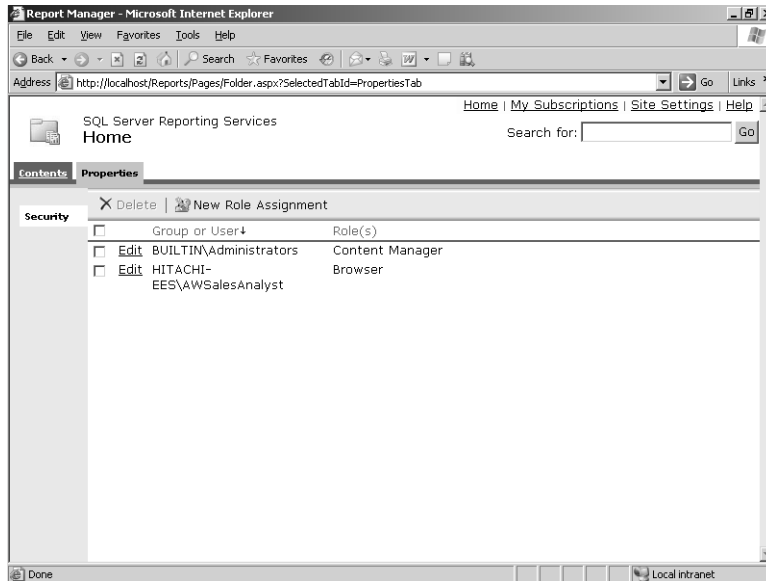 Report Manager - Microsoft Internet Explorer
File Edit View Favorites Tools Help
Back Search Favorites
Address http://localhost/Reports/Pages/Folder.aspx?SelectedTabId=PropertiesTab Go Links
Home | My Subscriptions | Site Settings | Help
SQL Server Reporting Services
Home
Search for: Go
Contents Properties
Delete | New Role Assignment
Security
Group or User↓ Role(s)
Edit BUILTIN\Administrators Content Manager
Edit HITACHI-
EES\AWSalesAnalyst
Browser
Done Local intranet